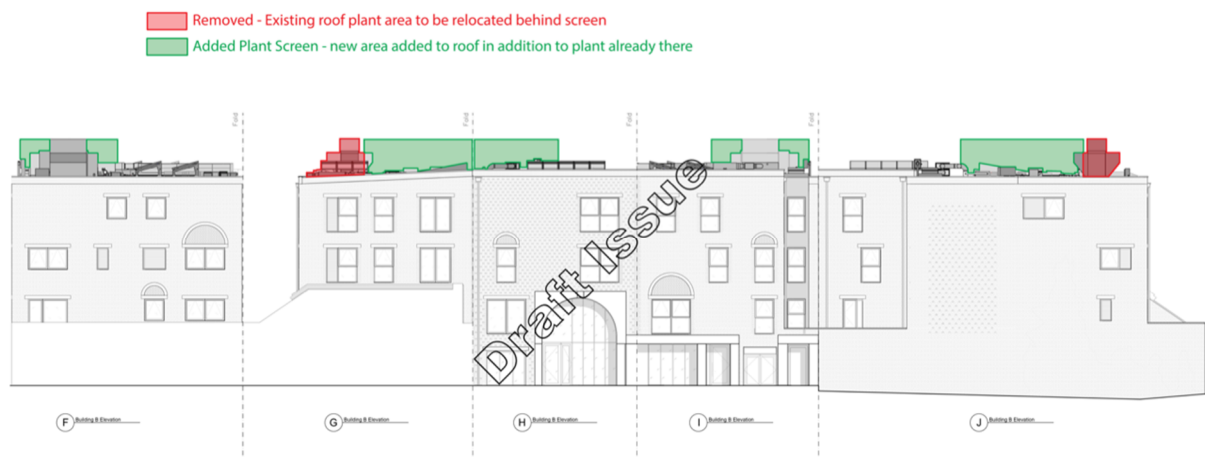 Removed - Existing roof plant area to be relocated behind screen
Added Plant Screen - new area added to roof in addition to plant already there
Fold
Fold
Fold
Fold
Draft Issue
F Building B Elevation
G Building B Elevation
H Building B Elevation
I Building B Elevation
J Building B Elevation